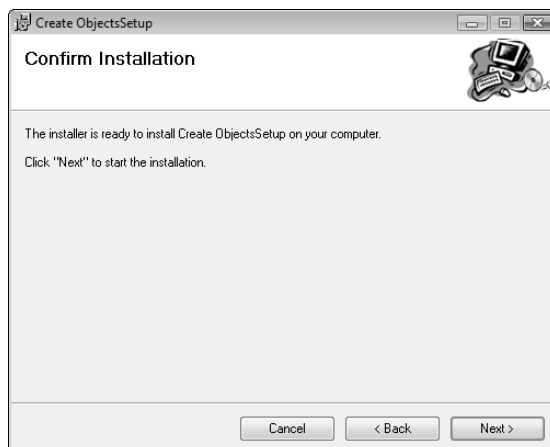 Create ObjectsSetup
Confirm Installation
The installer is ready to install Create ObjectsSetup on your computer.
Click "Next" to start the installation.
Cancel
< Back
Next >